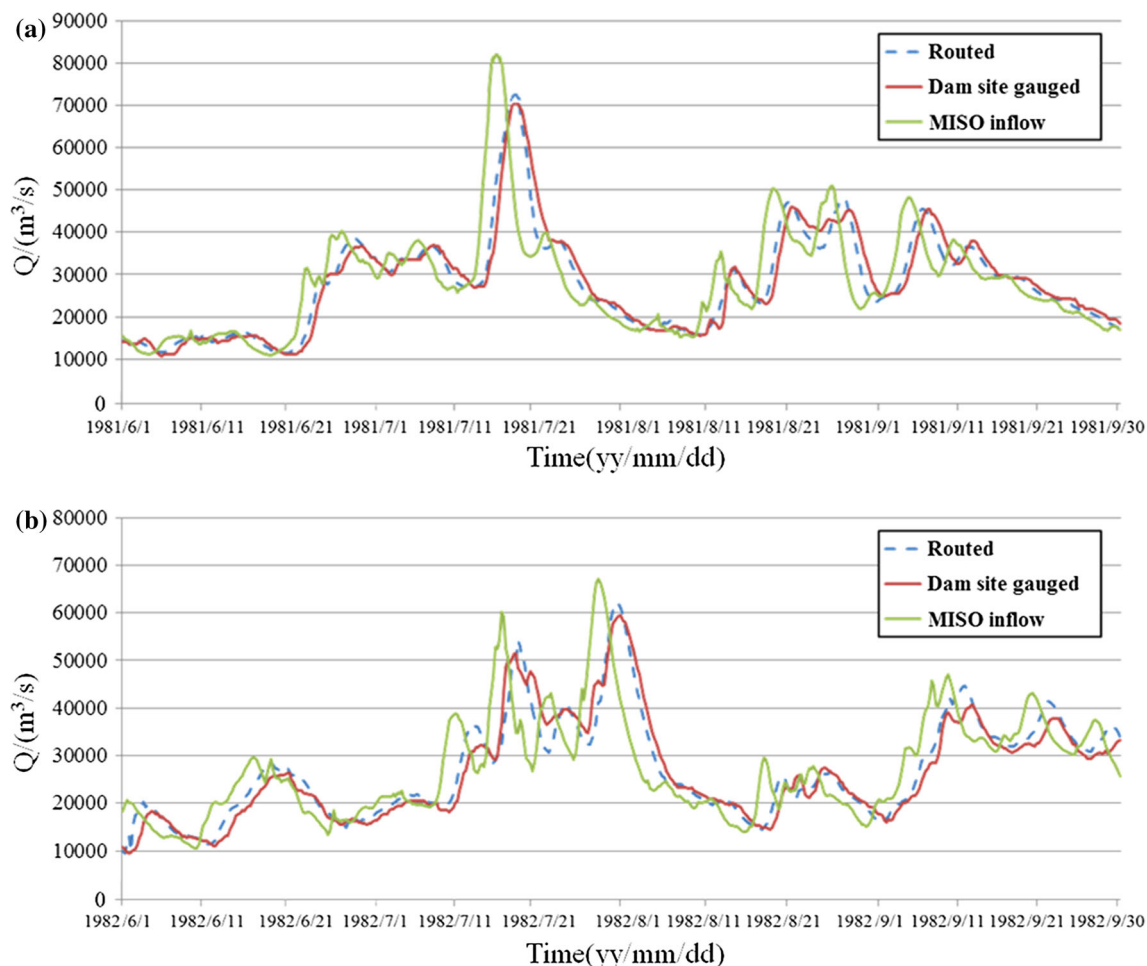 (a)
90000
80000
70000
60000
50000
40000
30000
20000
10000
0
Q/(m³/s)
Routed
Dam site gauged
MISO inflow
1981/6/1 1981/6/11 1981/6/21 1981/7/1 1981/7/11 1981/7/21 1981/8/1 1981/8/11 1981/8/21 1981/9/1 1981/9/11 1981/9/21 1981/9/30
Time(yy/mm/dd)
(b)
80000
70000
60000
50000
40000
30000
20000
10000
0
Q/(m³/s)
Routed
Dam site gauged
MISO inflow
1982/6/1 1982/6/11 1982/6/21 1982/7/1 1982/7/11 1982/7/21 1982/8/1 1982/8/11 1982/8/21 1982/9/1 1982/9/11 1982/9/21 1982/9/30
Time(yy/mm/dd)